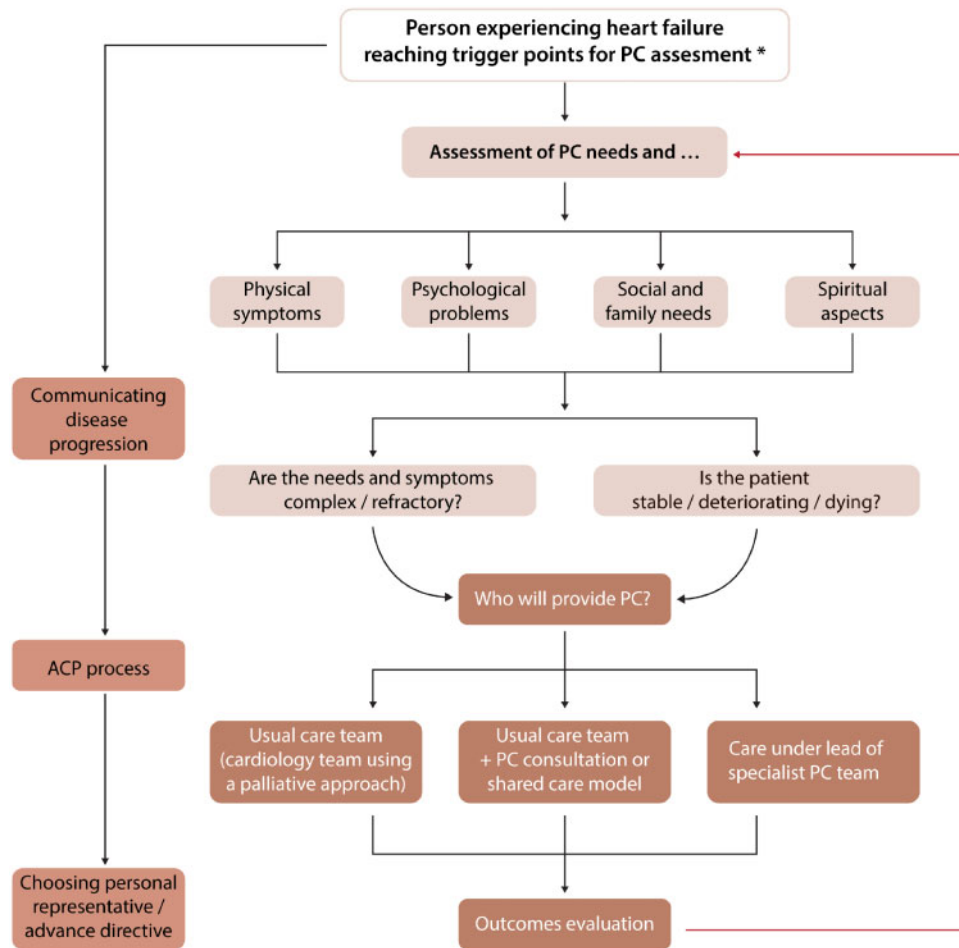 Person experiencing heart failure
reaching trigger points for PC assesment *
Assessment of PC needs and …
Physical
symptoms
Psychological
problems
Social and
family needs
Spiritual
aspects
Communicating
disease
progression
Are the needs and symptoms
complex / refractory?
Is the patient
stable / deteriorating / dying?
Who will provide PC?
ACP process
Usual care team
(cardiology team using
a palliative approach)
Usual care team
+ PC consultation or
shared care model
Care under lead of
specialist PC team
Choosing personal
representative /
advance directive
Outcomes evaluation